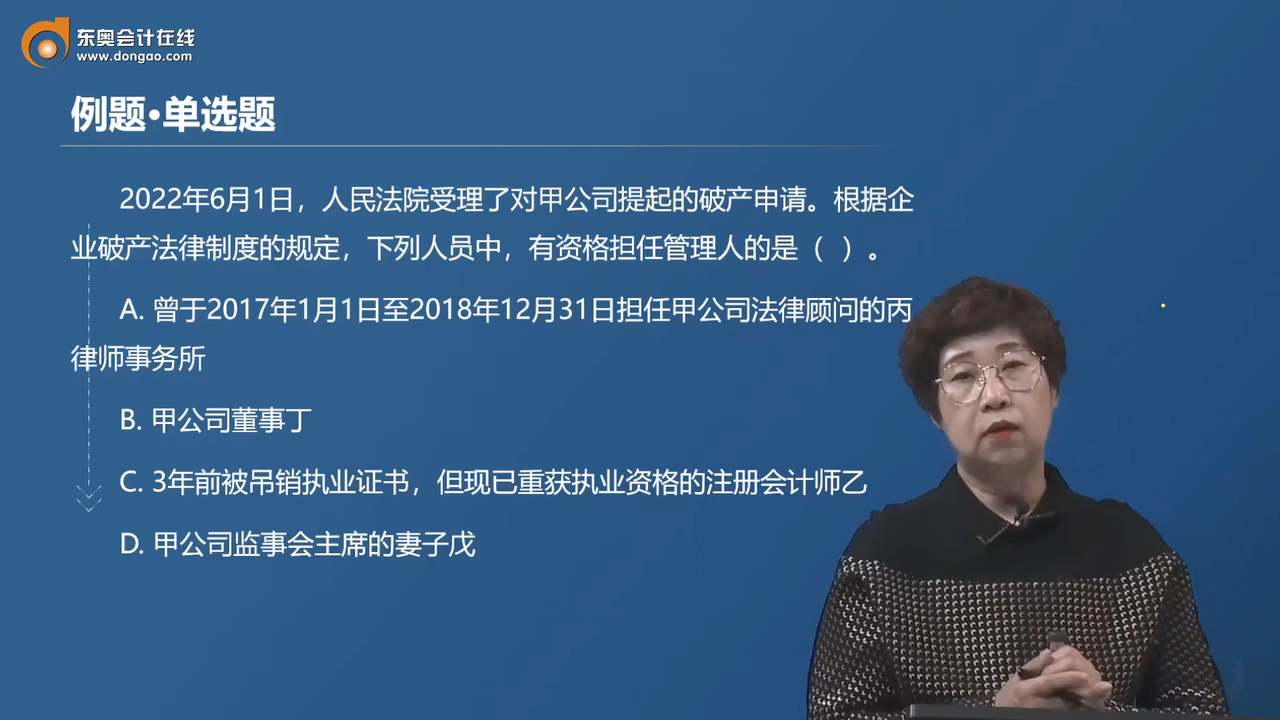 东奥会计在线
www.dongao.com
例题•单选题
2022年6月1日，人民法院受理了对甲公司提起的破产申请。根据企
业破产法律制度的规定，下列人员中，有资格担任管理人的是（ ）。
A. 曾于2017年1月1日至2018年12月31日担任甲公司法律顾问的丙
律师事务所
B. 甲公司董事丁
C. 3年前被吊销执业证书，但现已重获执业资格的注册会计师乙
D. 甲公司监事会主席的妻子戊